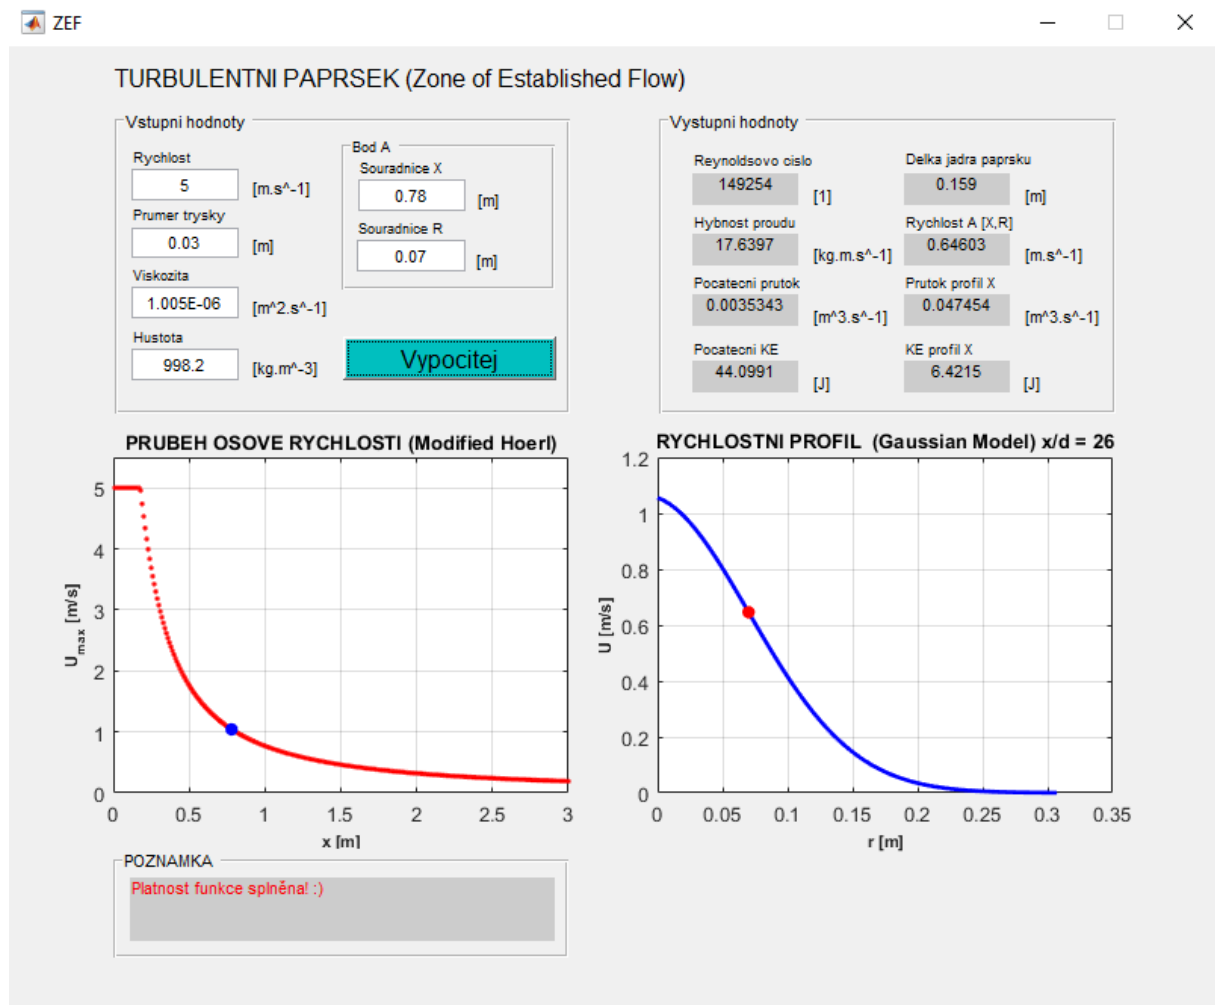 ZEF
TURBULENTNI PAPRSEK (Zone of Established Flow)
Vstupni hodnoty
Rychlost
5
[m.s^-1]
Prumer trysky
0.03
[m]
Viskozita
1.005E-06
[m^2.s^-1]
Hustota
998.2
[kg.m^-3]
Bod A
Souradnice X
0.78
[m]
Souradnice R
0.07
[m]
Vypocitej
Vystupni hodnoty
Reynoldsovo cislo
149254
[1]
Delka jadra paprsku
0.159
[m]
Hybnost proudu
17.6397
[kg.m.s^-1]
Rychlost A [X,R]
0.64603
[m.s^-1]
Pocatecni prutok
0.0035343
[m^3.s^-1]
Prutok profil X
0.047454
[m^3.s^-1]
Pocatecni KE
44.0991
[J]
KE profil X
6.4215
[J]
PRUBEH OSOVE RYCHLOSTI (Modified Hoerl)
U_max [m/s]
5
4
3
2
1
0
0 0.5 1 1.5 2 2.5 3
x [m]
RYCHLOSTNI PROFIL (Gaussian Model) x/d = 26
U [m/s]
1.2
1
0.8
0.6
0.4
0.2
0
0 0.05 0.1 0.15 0.2 0.25 0.3 0.35
r [m]
POZNAMKA
Platnost funkce splněna! :)